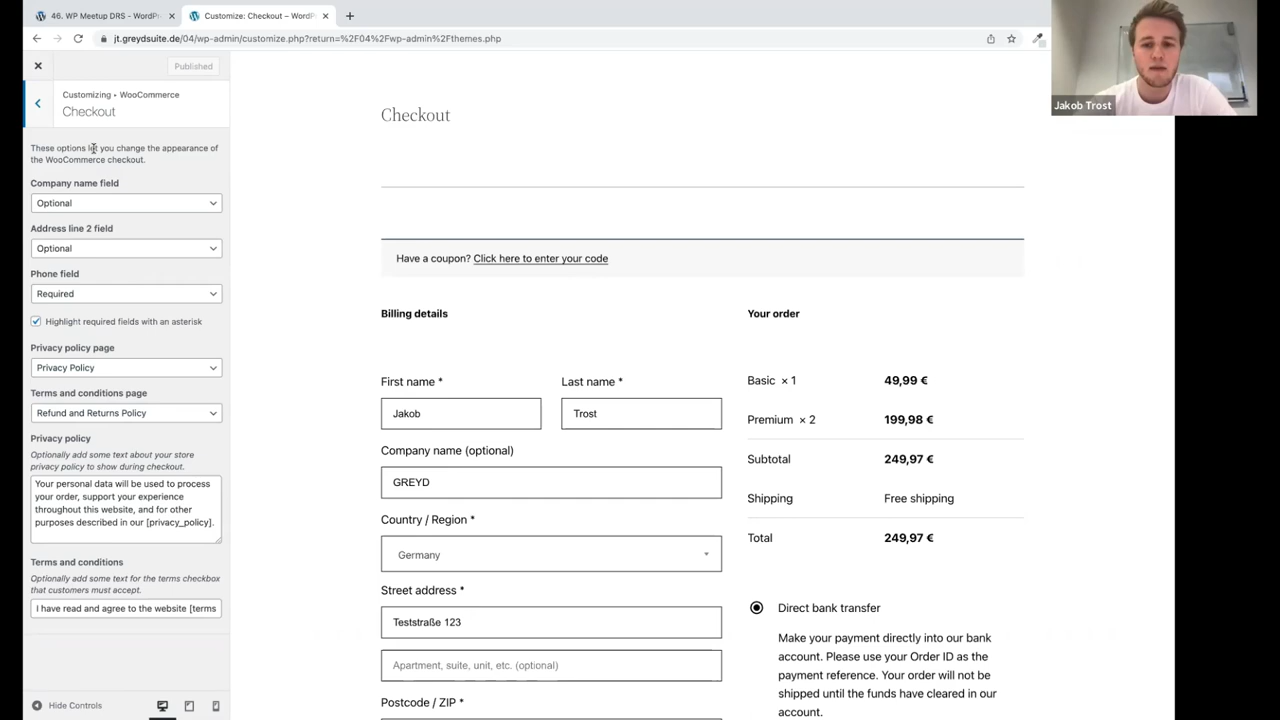 46. WP Meetup DRS - WordPr
Customize: Checkout – WordPr
jt.greydsuite.de/04/wp-admin/customize.php?return=%2F04%2Fwp-admin%2Fthemes.php
Published
Customizing • WooCommerce
Checkout
These options let you change the appearance of
the WooCommerce checkout.
Company name field
Optional
Address line 2 field
Optional
Phone field
Required
Highlight required fields with an asterisk
Privacy policy page
Privacy Policy
Terms and conditions page
Refund and Returns Policy
Privacy policy
Optionally add some text about your store
privacy policy to show during checkout.
Your personal data will be used to process
your order, support your experience
throughout this website, and for other
purposes described in our [privacy_policy].
Terms and conditions
Optionally add some text for the terms checkbox
that customers must accept.
I have read and agree to the website [terms
Hide Controls
Checkout
Have a coupon? Click here to enter your code
Billing details
First name *
Last name *
Jakob
Trost
Company name (optional)
GREYD
Country / Region *
Germany
Street address *
Teststraße 123
Apartment, suite, unit, etc. (optional)
Postcode / ZIP *
Your order
Basic × 1 49,99 €
Premium × 2 199,98 €
Subtotal 249,97 €
Shipping Free shipping
Total 249,97 €
Direct bank transfer
Make your payment directly into our bank
account. Please use your Order ID as the
payment reference. Your order will not be
shipped until the funds have cleared in our
account.
Jakob Trost